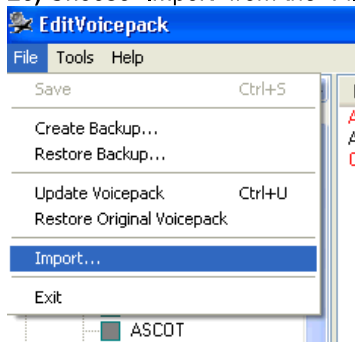 EditVoicepack
File Tools Help
Save Ctrl+S
Create Backup...
Restore Backup...
Update Voicepack Ctrl+U
Restore Original Voicepack
Import...
Exit
ASCOT